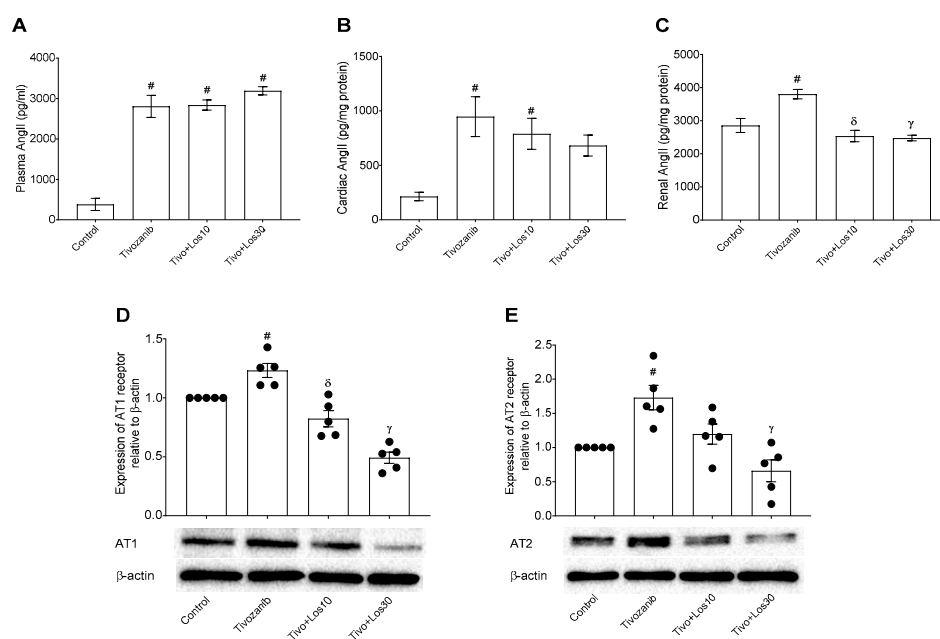 A
Plasma AngII (pg/ml)
4000
3000
2000
1000
0
#
#
#
Control
Tivozanib
Tivo+Los10
Tivo+Los30
B
Cardiac AngII (pg/mg protein)
1500
1000
500
0
#
#
Control
Tivozanib
Tivo+Los10
Tivo+Los30
C
Renal AngII (pg/mg protein)
5000
4000
3000
2000
1000
0
#
δ
γ
Control
Tivozanib
Tivo+Los10
Tivo+Los30
D
Expression of AT1 receptor
relative to β-actin
1.5
1.0
0.5
0.0
#
δ
γ
AT1
β-actin
Control
Tivozanib
Tivo+Los10
Tivo+Los30
E
Expression of AT2 receptor
relative to β-actin
2.5
2.0
1.5
1.0
0.5
0.0
#
γ
AT2
β-actin
Control
Tivozanib
Tivo+Los10
Tivo+Los30